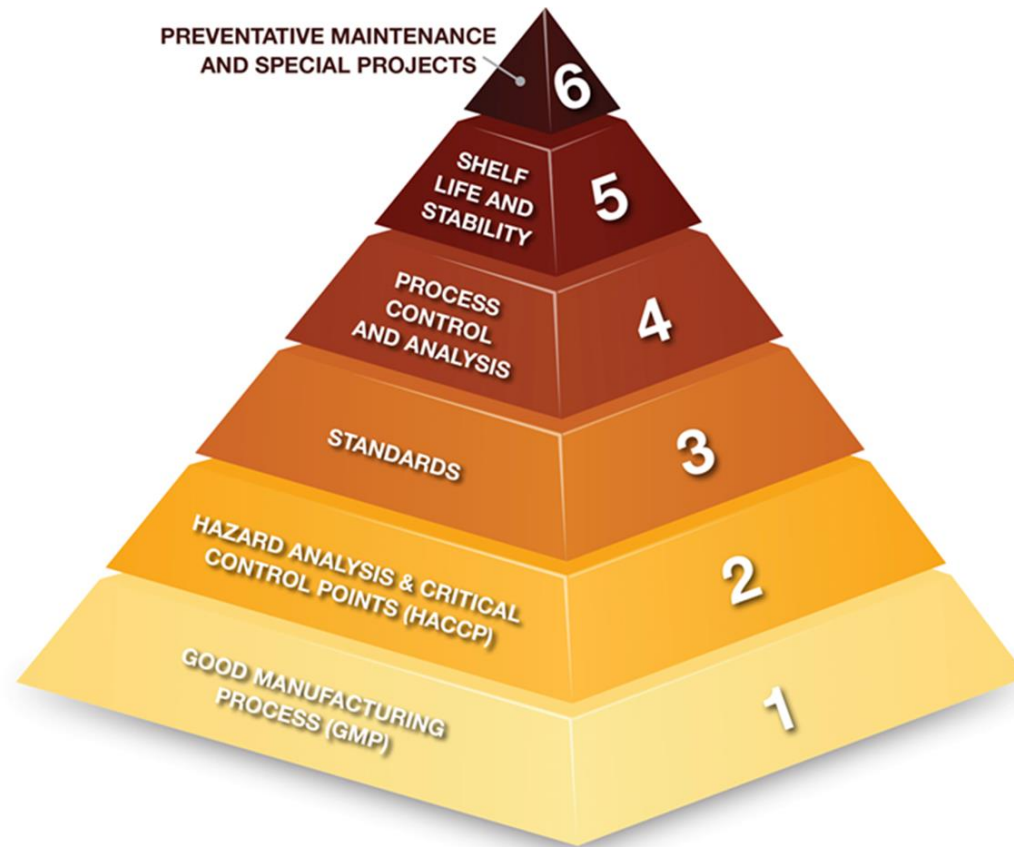 PREVENTATIVE MAINTENANCE
AND SPECIAL PROJECTS
6
SHELF
LIFE AND
STABILITY
5
PROCESS
CONTROL
AND ANALYSIS
4
STANDARDS
3
HAZARD ANALYSIS & CRITICAL
CONTROL POINTS (HACCP)
2
GOOD MANUFACTURING
PROCESS (GMP)
1